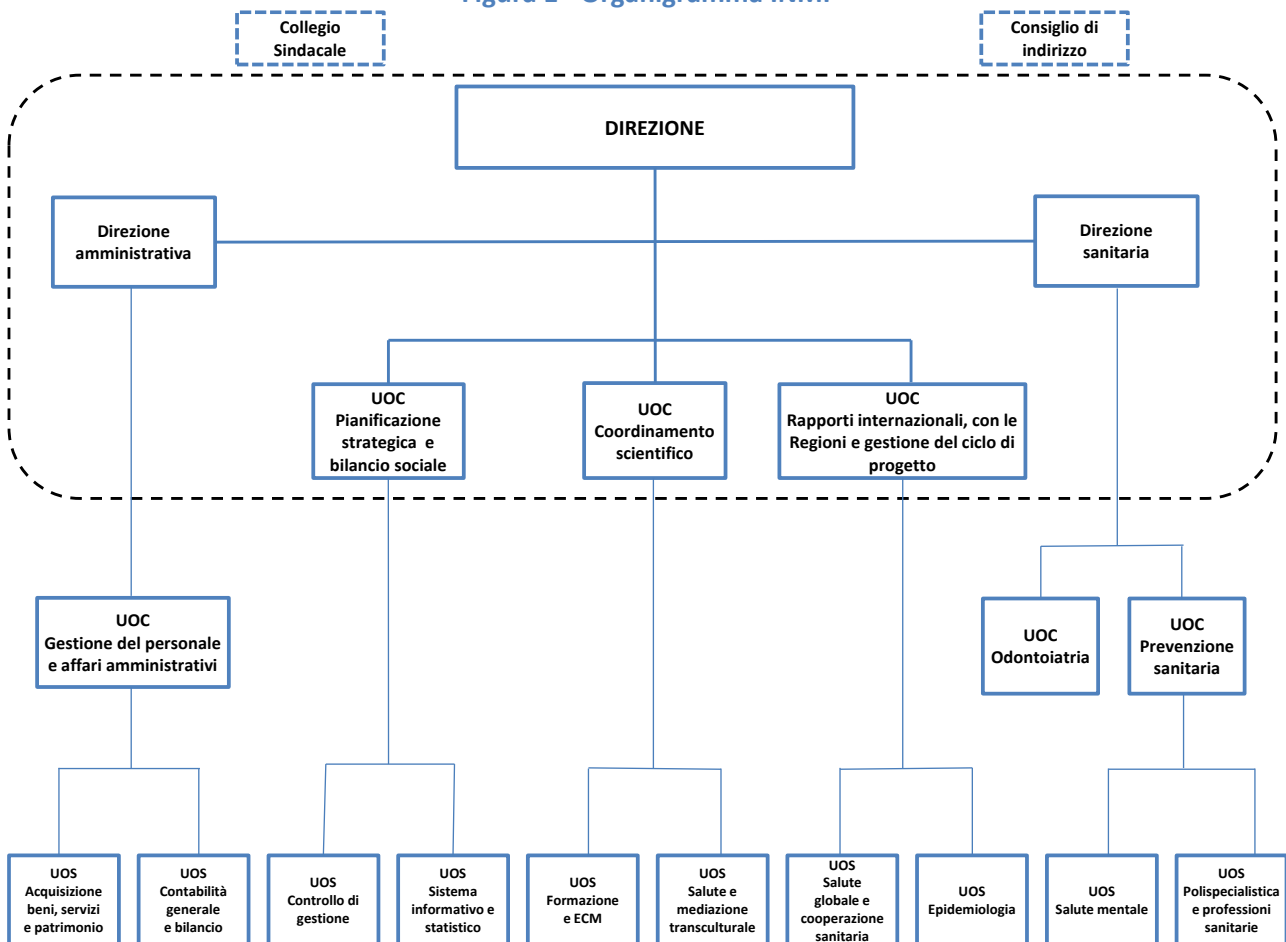 Collegio
Sindacale
Consiglio di
indirizzo
DIREZIONE
Direzione
amministrativa
Direzione
sanitaria
UOC
Pianificazione
strategica e
bilancio sociale
UOC
Coordinamento
scientifico
UOC
Rapporti internazionali, con le
Regioni e gestione del ciclo di
progetto
UOC
Gestione del personale
e affari amministrativi
UOC
Odontoiatria
UOC
Prevenzione
sanitaria
UOS
Acquisizione
beni, servizi
e patrimonio
UOS
Contabilità
generale
e bilancio
UOS
Controllo di
gestione
UOS
Sistema
informativo e
statistico
UOS
Formazione
e ECM
UOS
Salute e
mediazione
transculturale
UOS
Salute
globale e
cooperazione
sanitaria
UOS
Epidemiologia
UOS
Salute mentale
UOS
Polispecialistica
e professioni
sanitarie